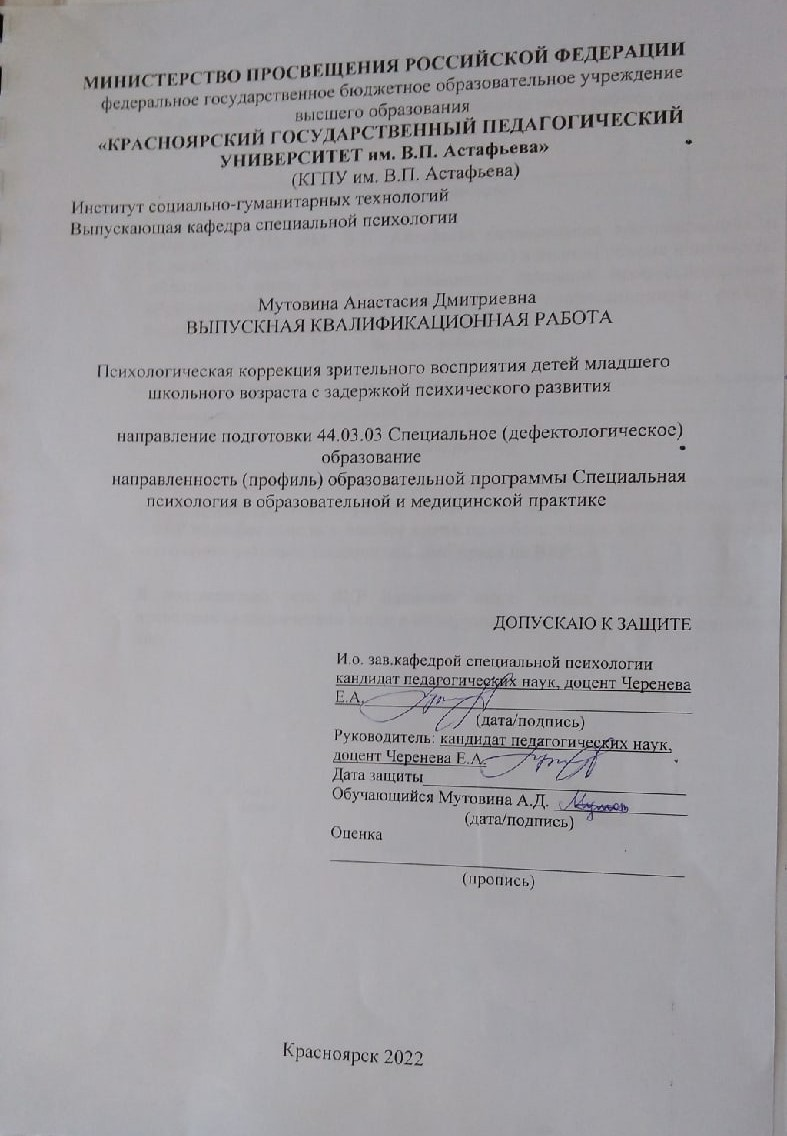 МИНИСТЕРСТВО ПРОСВЕЩЕНИЯ РОССИЙСКОЙ ФЕДЕРАЦИИ
федеральное государственное бюджетное образовательное учреждение
высшего образования
«КРАСНОЯРСКИЙ ГОСУДАРСТВЕННЫЙ ПЕДАГОГИЧЕСКИЙ
УНИВЕРСИТЕТ им. В.П. Астафьева»
(КГПУ им. В.П. Астафьева)
Институт социально-гуманитарных технологий
Выпускающая кафедра специальной психологии
Мутовина Анастасия Дмитриевна
ВЫПУСКНАЯ КВАЛИФИКАЦИОННАЯ РАБОТА
Психологическая коррекция зрительного восприятия детей младшего
школьного возраста с задержкой психического развития
направление подготовки 44.03.03 Специальное (дефектологическое)
образование
направленность (профиль) образовательной программы Специальная
психология в образовательной и медицинской практике
ДОПУСКАЮ К ЗАЩИТЕ
И.о. зав.кафедрой специальной психологии
кандидат педагогических наук, доцент Черенева
Е.А.
(дата/подпись)
Руководитель: кандидат педагогических наук,
доцент Черенева Е.А.
Дата защиты
Обучающийся Мутовина А.Д.
(дата/подпись)
Оценка
(пропись)
Красноярск 2022